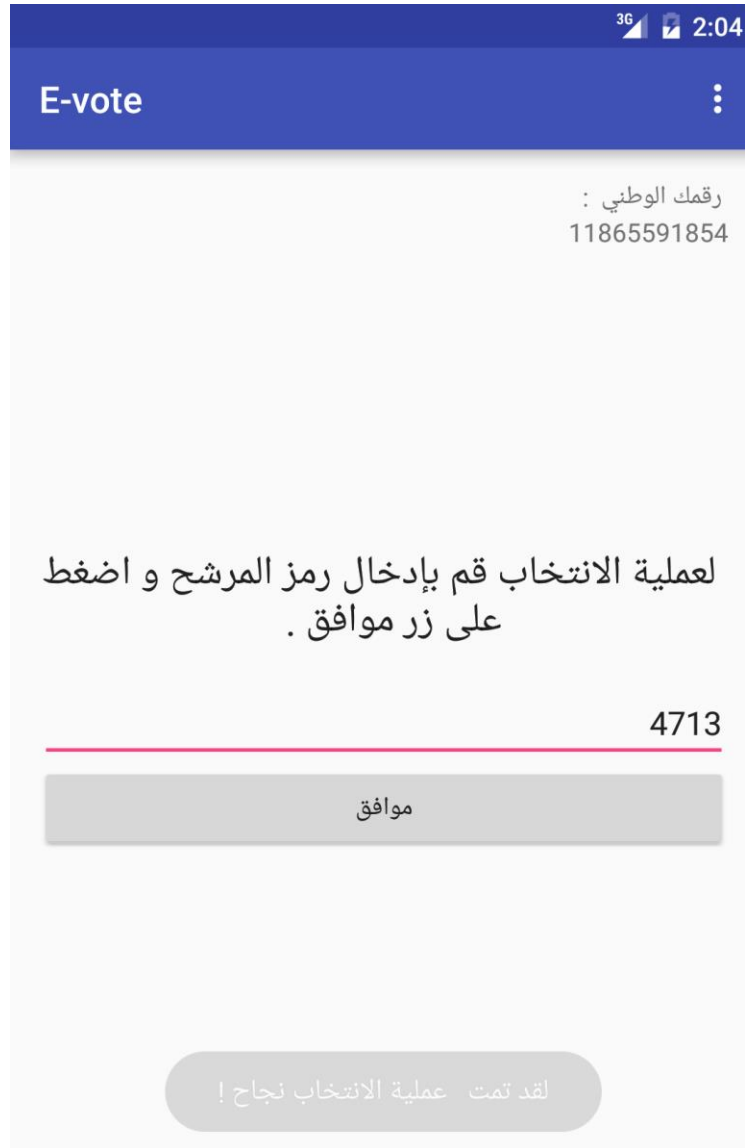 3G 2:04
E-vote
رقمك الوطني :
11865591854
لعملية الانتخاب قم بإدخال رمز المرشح و اضغط
على زر موافق .
4713
موافق
لقد تمت عملية الانتخاب نجاح !